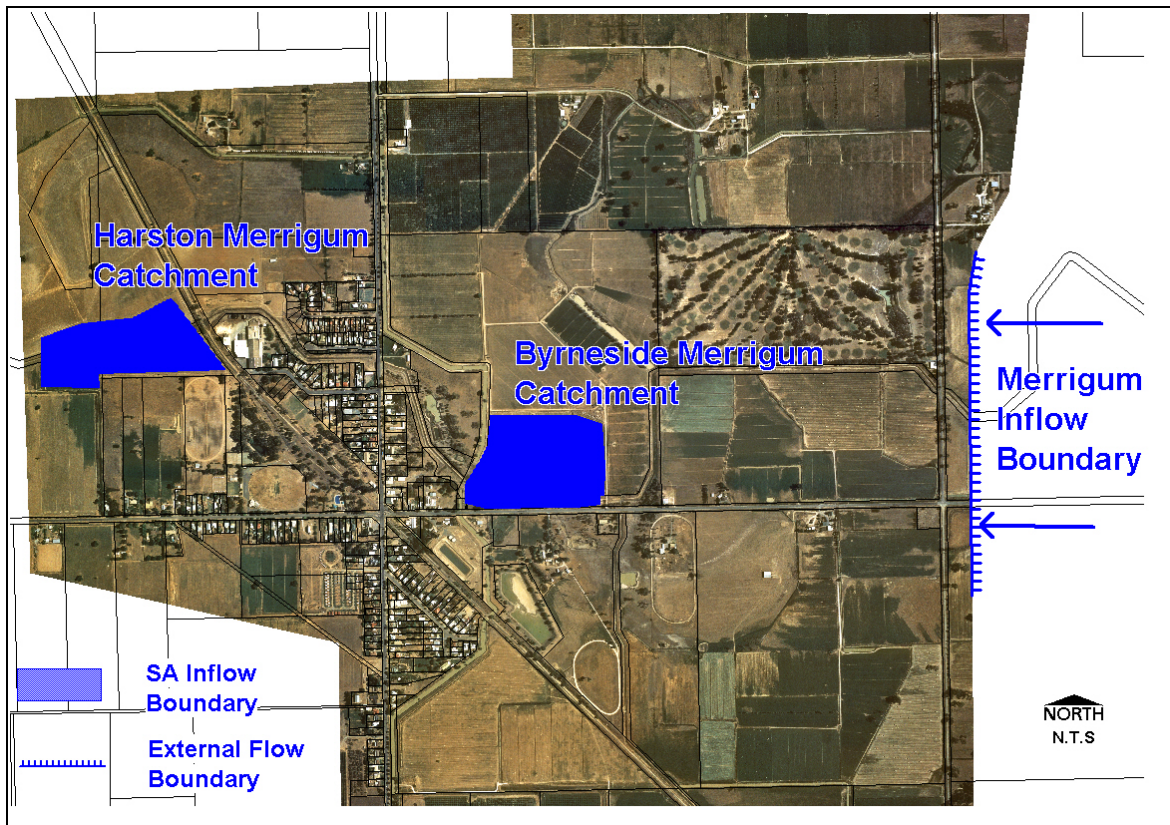 Harston Merrigum
Catchment
Byrneside Merrigum
Catchment
Merrigum
Inflow
Boundary
SA Inflow
Boundary
External Flow
Boundary
NORTH
N.T.S